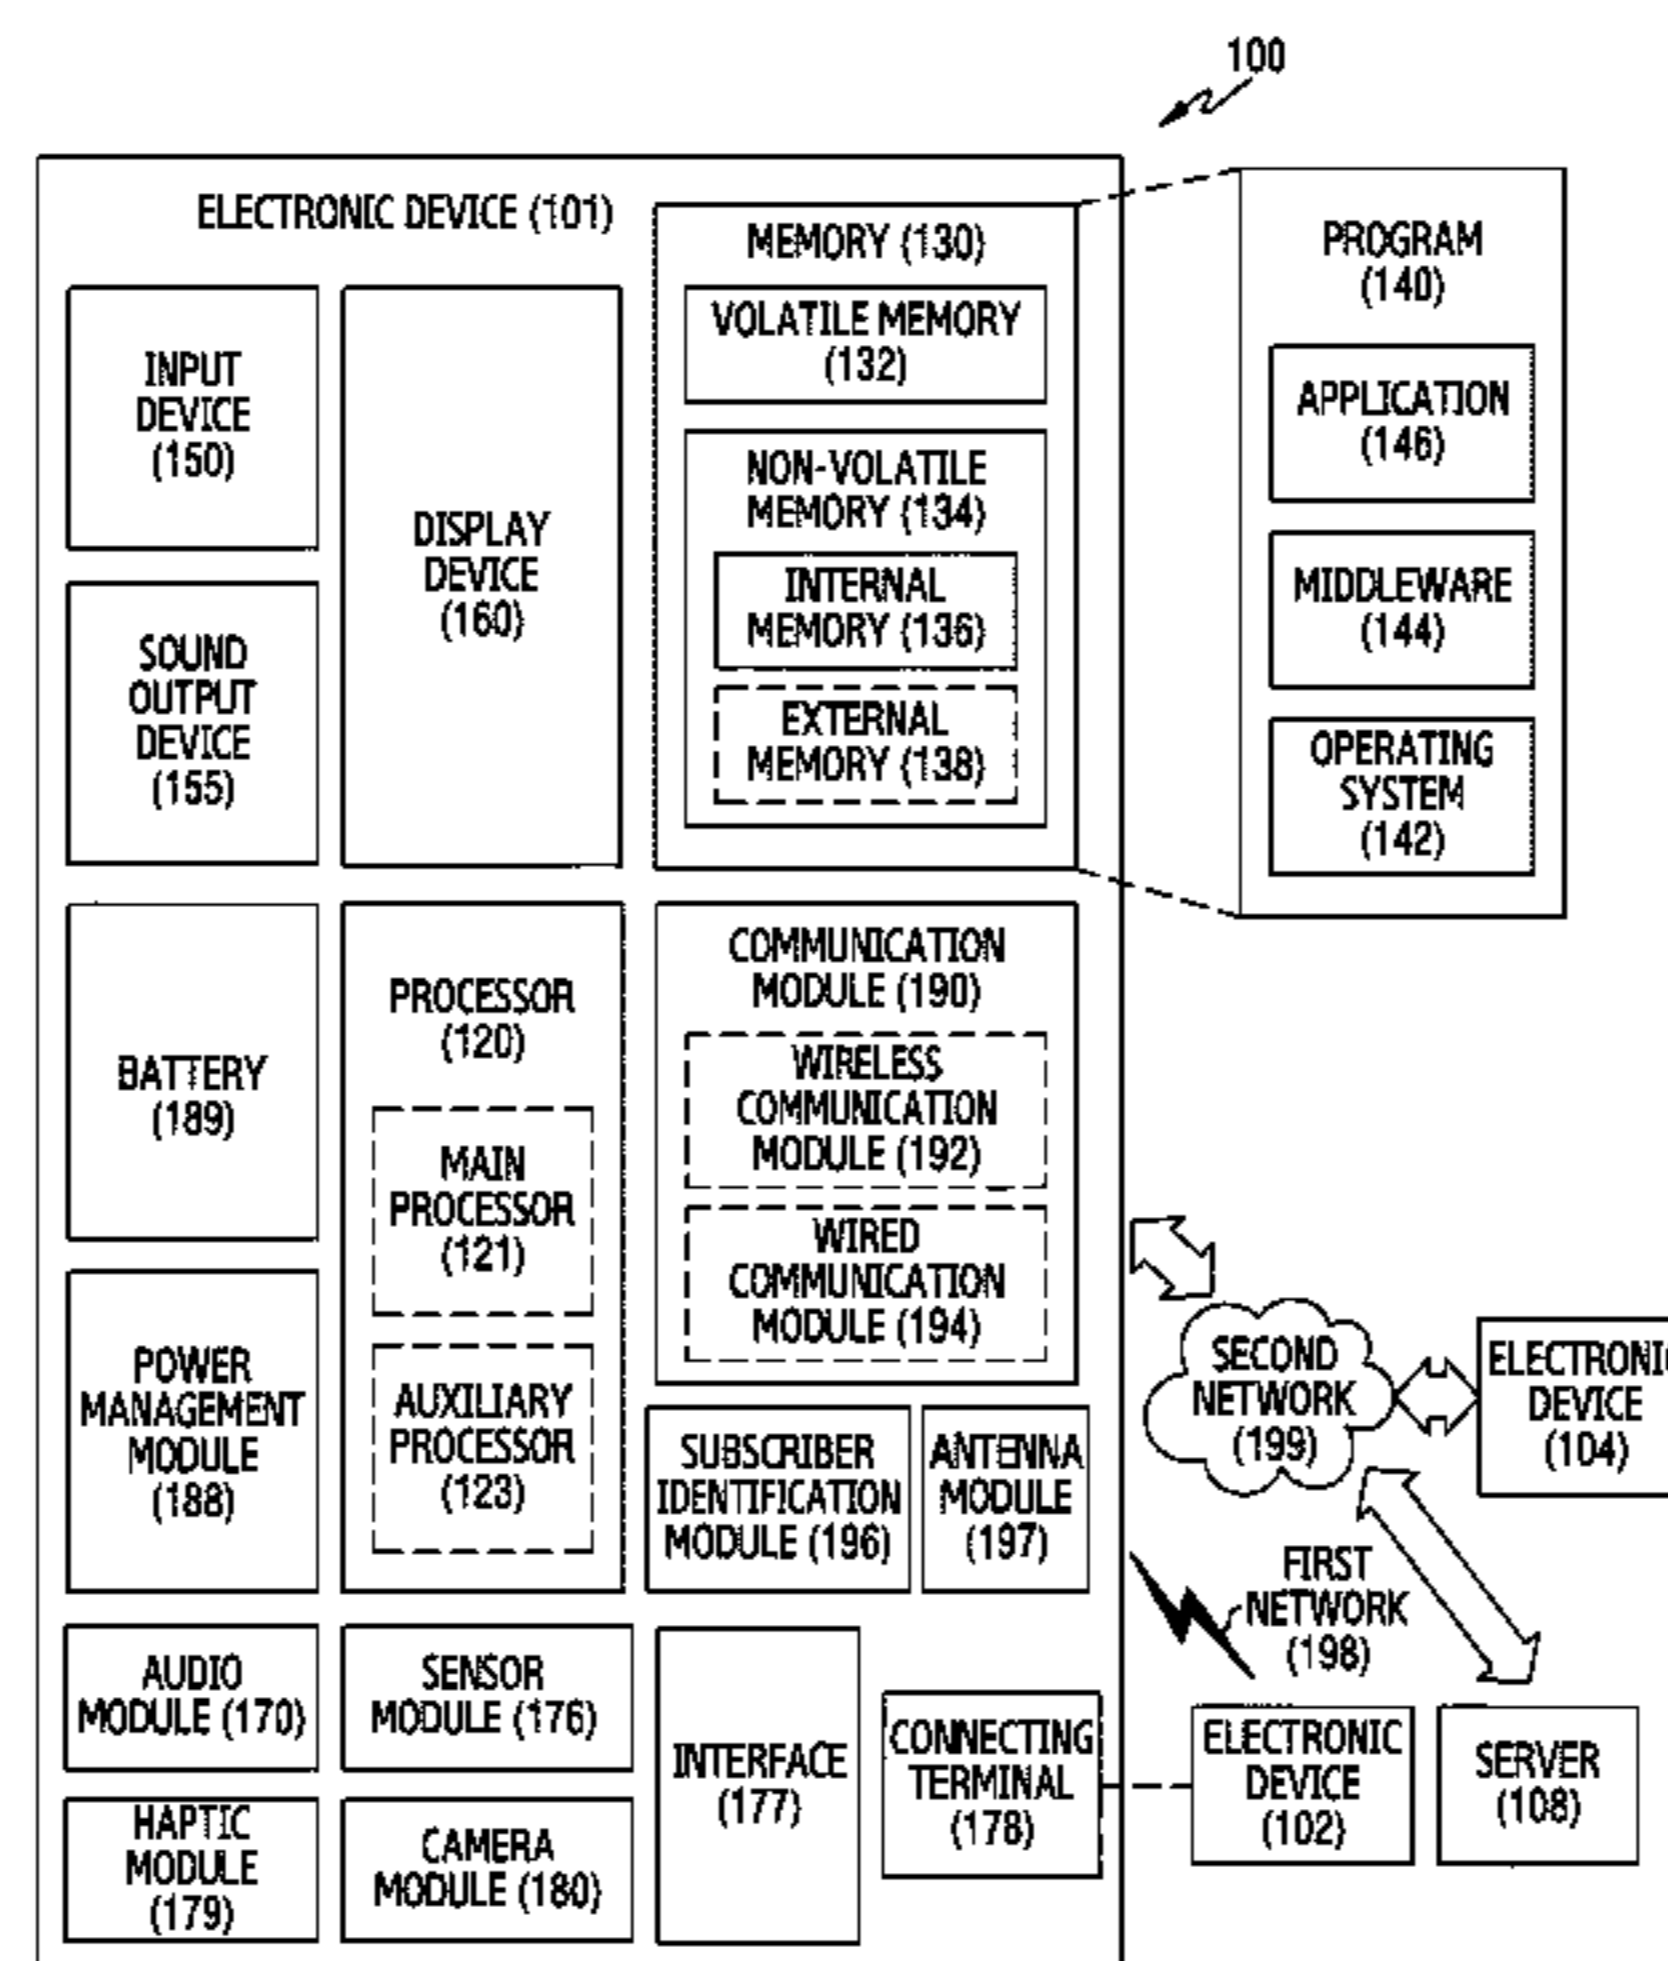 100
ELECTRONIC DEVICE (101)
INPUT
DEVICE
(150)
DISPLAY
DEVICE
(160)
SOUND
OUTPUT
DEVICE
(155)
MEMORY (130)
VOLATILE MEMORY
(132)
NON-VOLATILE
MEMORY (134)
INTERNAL
MEMORY (136)
EXTERNAL
MEMORY (138)
PROGRAM
(140)
APPLICATION
(146)
MIDDLEWARE
(144)
OPERATING
SYSTEM
(142)
BATTERY
(189)
POWER
MANAGEMENT
MODULE
(188)
PROCESSOR
(120)
MAIN
PROCESSOR
(121)
AUXILIARY
PROCESSOR
(123)
COMMUNICATION
MODULE (190)
WIRELESS
COMMUNICATION
MODULE (192)
WIRED
COMMUNICATION
MODULE (194)
SUBSCRIBER
IDENTIFICATION
MODULE (196)
ANTENNA
MODULE
(197)
SECOND
NETWORK
(199)
ELECTRONIC
DEVICE
(104)
FIRST
NETWORK
(198)
AUDIO
MODULE (170)
SENSOR
MODULE (176)
HAPTIC
MODULE
(179)
CAMERA
MODULE (180)
INTERFACE
(177)
CONNECTING
TERMINAL
(178)
ELECTRONIC
DEVICE
(102)
SERVER
(108)